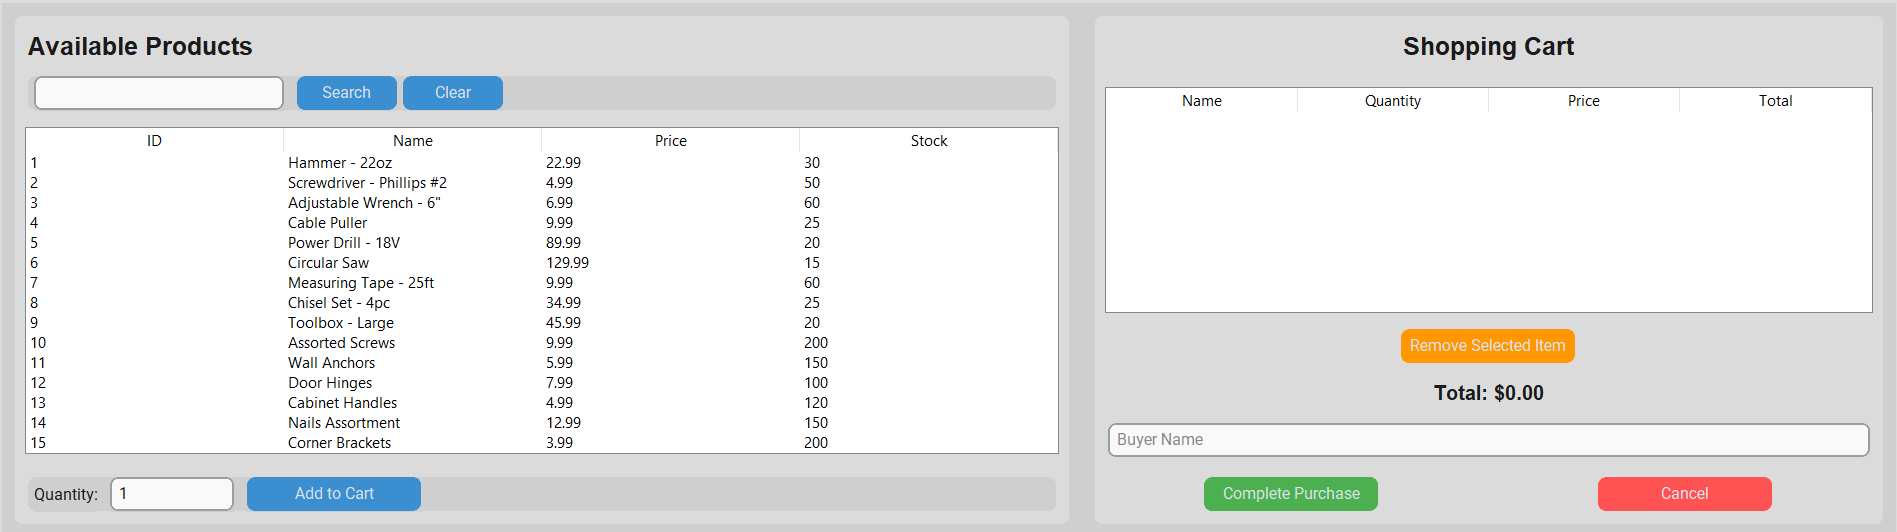 Available Products
Search Clear
ID Name Price Stock
1 Hammer - 22oz 22.99 30
2 Screwdriver - Phillips #2 4.99 50
3 Adjustable Wrench - 6" 6.99 60
4 Cable Puller 9.99 25
5 Power Drill - 18V 89.99 20
6 Circular Saw 129.99 15
7 Measuring Tape - 25ft 9.99 60
8 Chisel Set - 4pc 34.99 25
9 Toolbox - Large 45.99 20
10 Assorted Screws 9.99 200
11 Wall Anchors 5.99 150
12 Door Hinges 7.99 100
13 Cabinet Handles 4.99 120
14 Nails Assortment 12.99 150
15 Corner Brackets 3.99 200
Quantity: 1 Add to Cart
Shopping Cart
Name Quantity Price Total
Remove Selected Item
Total: $0.00
Buyer Name
Complete Purchase Cancel